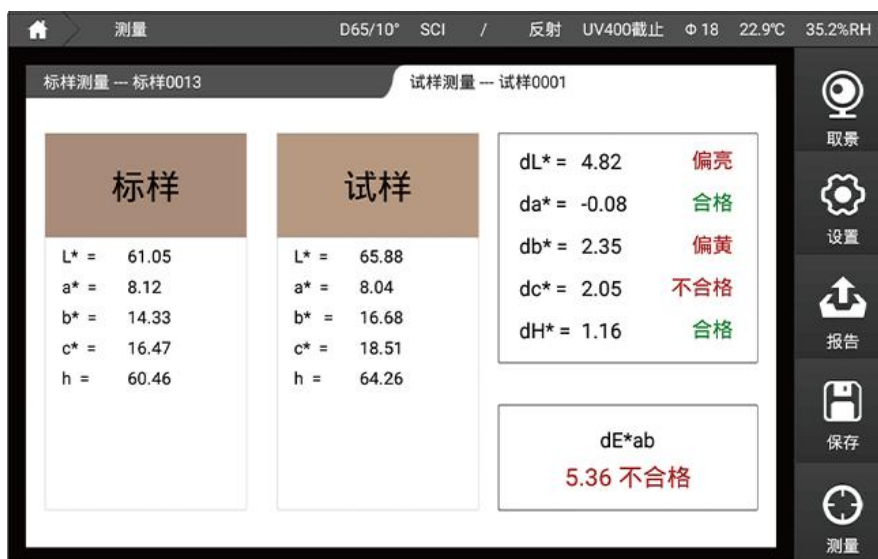 测量 D65/10° SCI / 反射 UV400截止 Φ 18 22.9℃ 35.2%RH
标样测量 --- 标样0013
试样测量 --- 试样0001
标样
L* = 61.05
a* = 8.12
b* = 14.33
c* = 16.47
h = 60.46
试样
L* = 65.88
a* = 8.04
b* = 16.68
c* = 18.51
h = 64.26
dL* = 4.82 偏亮
da* = -0.08 合格
db* = 2.35 偏黄
dc* = 2.05 不合格
dH* = 1.16 合格
dE*ab
5.36 不合格
取景
设置
报告
保存
测量